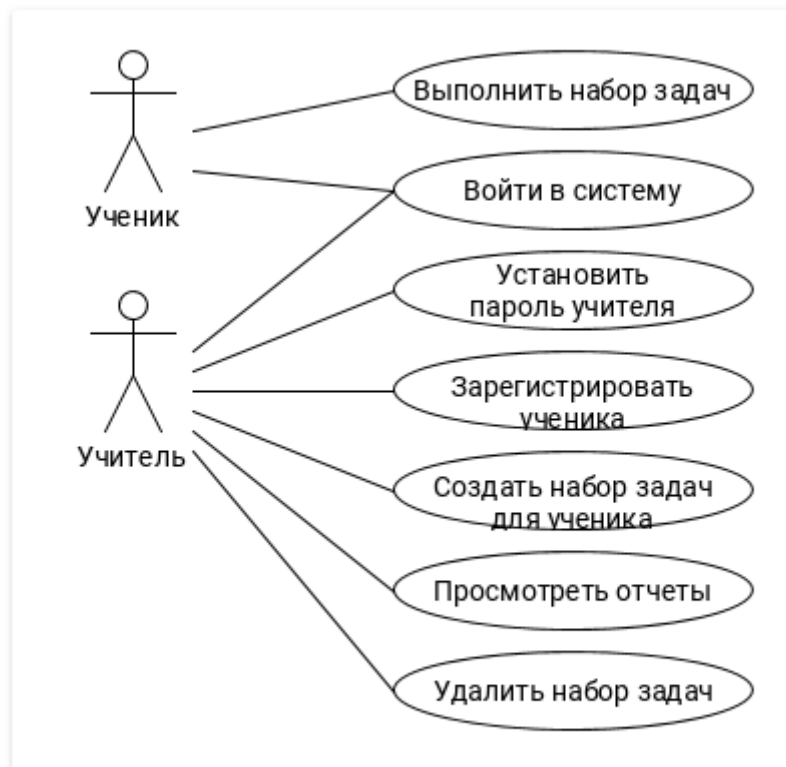 Выполнить набор задач
Войти в систему
Ученик
Установить
пароль учителя
Зарегистрировать
ученика
Учитель
Создать набор задач
для ученика
Просмотреть отчеты
Удалить набор задач